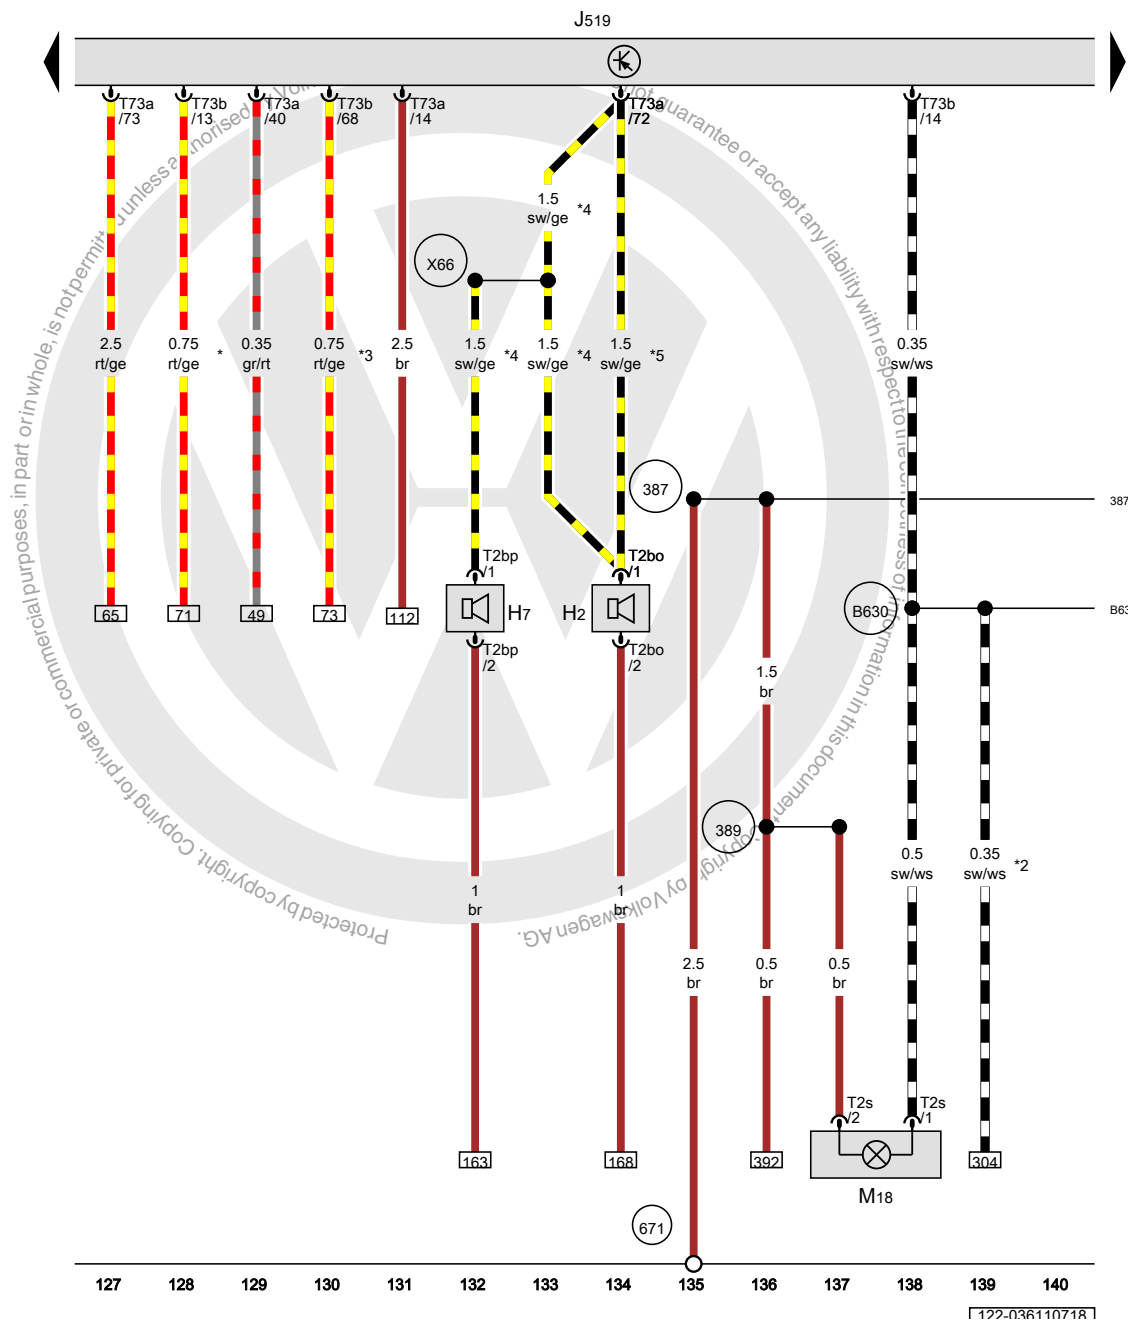 J519
T73a
/73
T73b
/13
T73a
/40
T73b
/68
T73a
/14
T73a
/72
T73b
/14
1.5
sw/ge *4
X66
2.5
rt/ge
0.75
rt/ge *
0.35
gr/rt
0.75
rt/ge *3
2.5
br
1.5
sw/ge *4
1.5
sw/ge *4
1.5
sw/ge *5
0.35
sw/ws
387
387
T2bp
/1
T2bo
/1
65
71
49
73
112
H7
H2
B630
B63
T2bp
/2
T2bo
/2
1.5
br
389
0.5
sw/ws
0.35
sw/ws *2
1
br
1
br
2.5
br
0.5
br
0.5
br
T2s
/2
T2s
/1
163
168
392
304
M18
671
127 128 129 130 131 132 133 134 135 136 137 138 139 140
122-036110718
Protected by copyright. Copying for private or commercial purposes, in part or in whole, is not permitted unless authorised
not guarantee or accept any liability with respect to the correctness of information in this document. Copyright by Volkswagen AG.